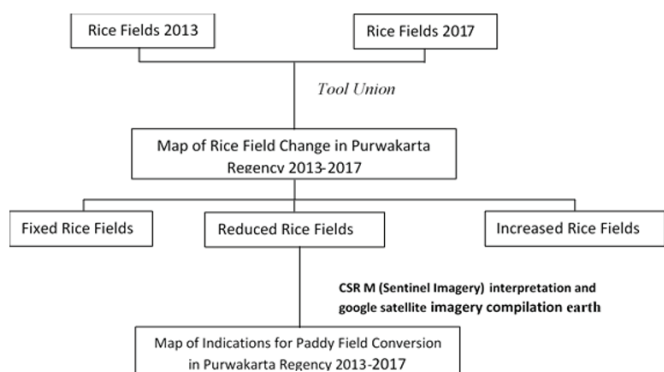 Rice Fields 2013
Rice Fields 2017
Tool Union
Map of Rice Field Change in Purwakarta
Regency 2013-2017
Fixed Rice Fields
Reduced Rice Fields
Increased Rice Fields
CSR M (Sentinel Imagery) interpretation and
google satellite imagery compilation earth
Map of Indications for Paddy Field Conversion
in Purwakarta Regency 2013-2017